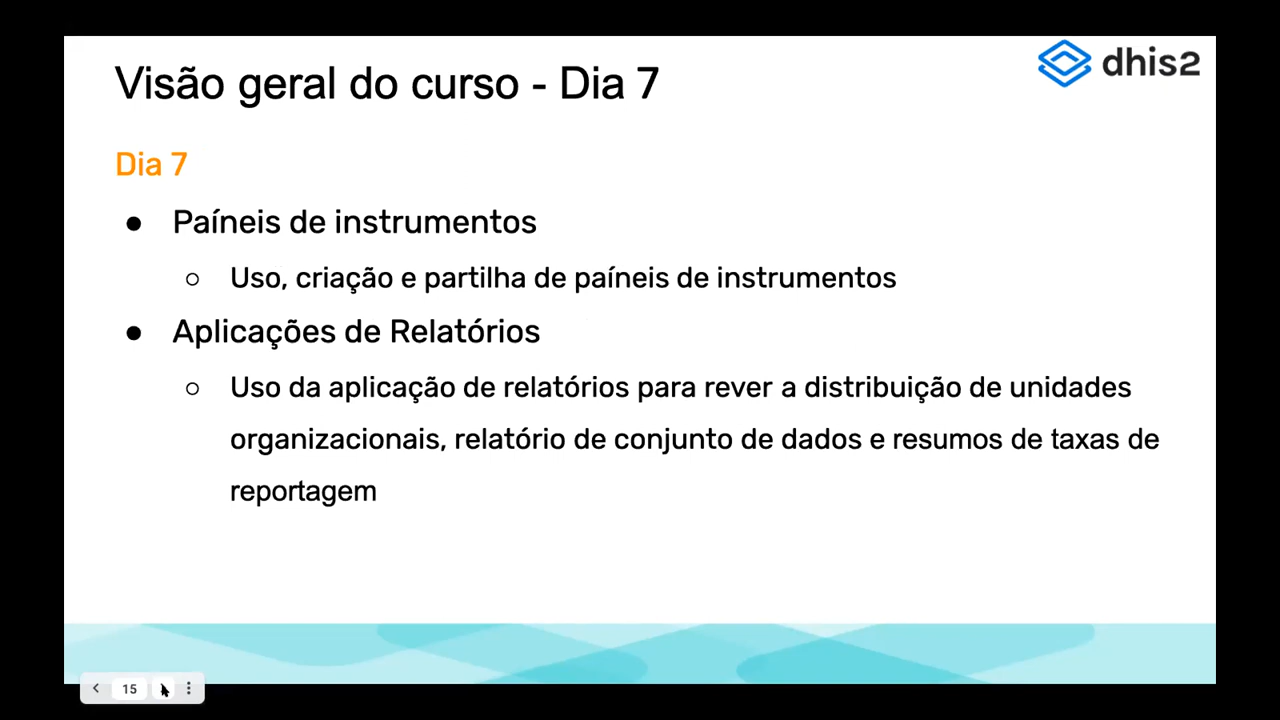 Visão geral do curso - Dia 7
dhis2
Dia 7
● Paíneis de instrumentos
○ Uso, criação e partilha de paíneis de instrumentos
● Aplicações de Relatórios
○ Uso da aplicação de relatórios para rever a distribuição de unidades
organizacionais, relatório de conjunto de dados e resumos de taxas de
reportagem
15